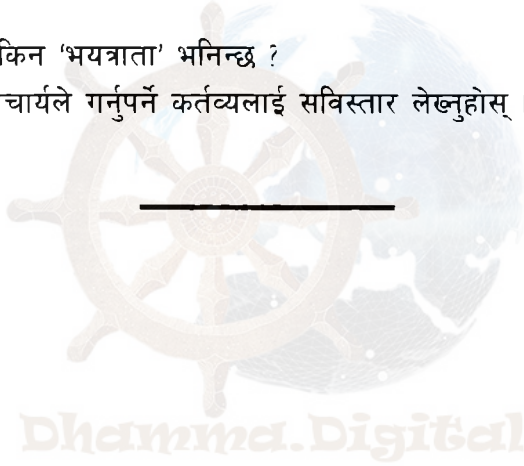 किन ‘भयत्राता’ भनिन्छ ?
चार्यले गर्नुपर्ने कर्तव्यलाई सविस्तार लेख्नुहोस् ।
Dhamma.Digital